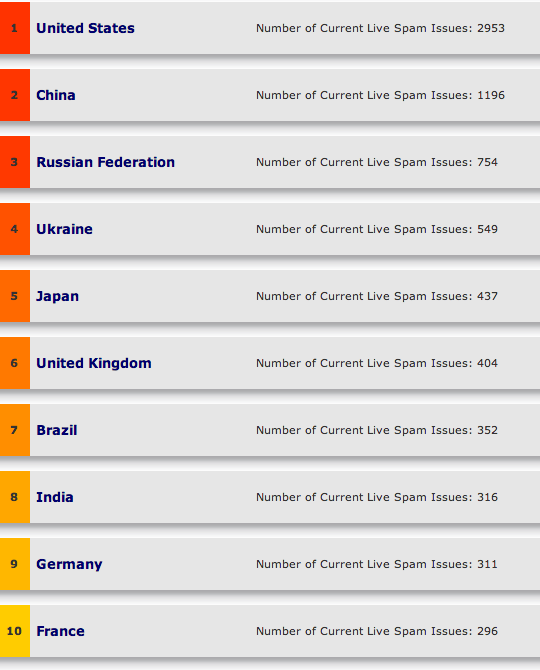 1 United States Number of Current Live Spam Issues: 2953
2 China Number of Current Live Spam Issues: 1196
3 Russian Federation Number of Current Live Spam Issues: 754
4 Ukraine Number of Current Live Spam Issues: 549
5 Japan Number of Current Live Spam Issues: 437
6 United Kingdom Number of Current Live Spam Issues: 404
7 Brazil Number of Current Live Spam Issues: 352
8 India Number of Current Live Spam Issues: 316
9 Germany Number of Current Live Spam Issues: 311
10 France Number of Current Live Spam Issues: 296